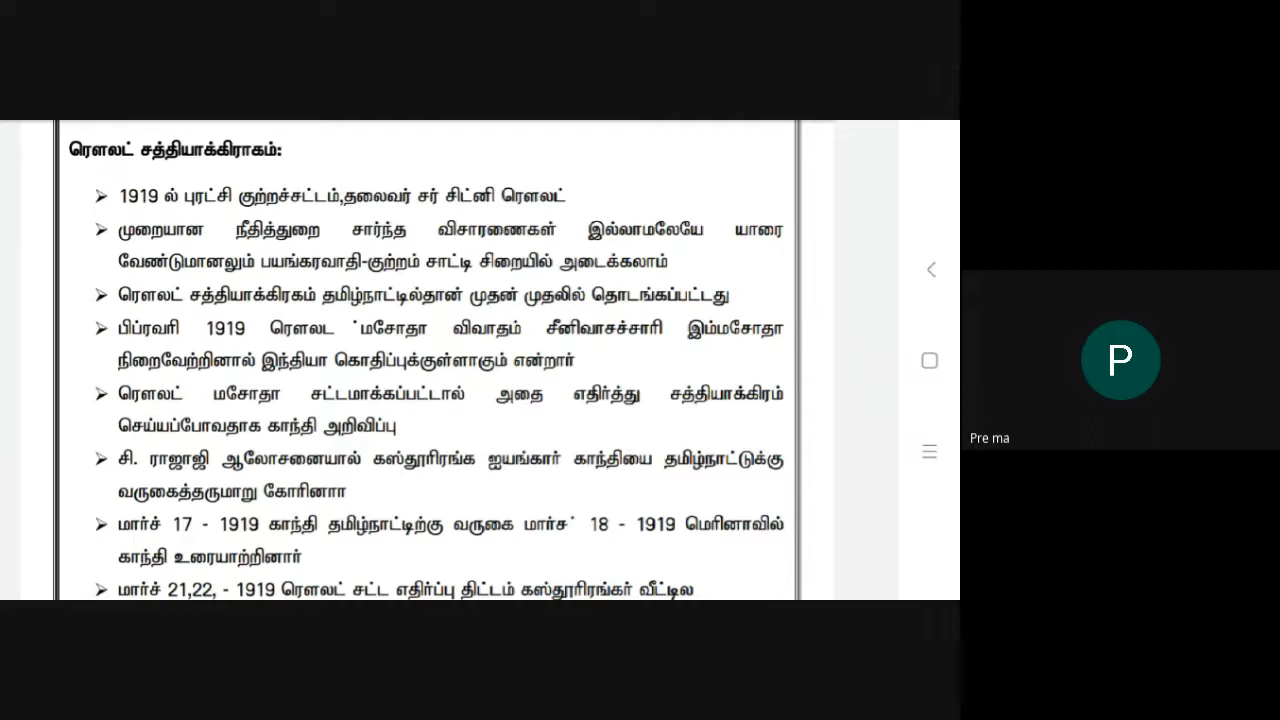 ரௌலட் சத்தியாக்கிராகம்:
➢ 1919 ல் புரட்சி குற்றச்சட்டம்,தலைவர் சர் சிட்னி ரௌலட்
➢ முறையான நீதித்துறை சார்ந்த விசாரணைகள் இல்லாமலேயே யாரை
வேண்டுமானலும் பயங்கரவாதி-குற்றம் சாட்டி சிறையில் அடைக்கலாம்
➢ ரௌலட் சத்தியாக்கிரகம் தமிழ்நாட்டில்தான் முதன் முதலில் தொடங்கப்பட்டது
➢ பிப்ரவரி 1919 ரௌலட ்மசோதா விவாதம் சீனிவாசச்சாரி இம்மசோதா
நிறைவேற்றினால் இந்தியா கொதிப்புக்குள்ளாகும் என்றார்
➢ ரௌலட் மசோதா சட்டமாக்கப்பட்டால் அதை எதிர்த்து சத்தியாக்கிரம்
செய்யப்போவதாக காந்தி அறிவிப்பு
➢ சி. ராஜாஜி ஆலோசனையால் கஸ்தூரிரங்க ஐயங்கார் காந்தியை தமிழ்நாட்டுக்கு
வருகைத்தருமாறு கோரினாா
➢ மார்ச் 17 - 1919 காந்தி தமிழ்நாட்டிற்கு வருகை மார்ச ் 18 - 1919 மெரினாவில்
காந்தி உரையாற்றினார்
➢ மார்ச் 21,22, - 1919 ரௌலட் சட்ட எதிர்ப்பு திட்டம் கஸ்தூரிரங்கர் வீட்டில
P
Pre ma